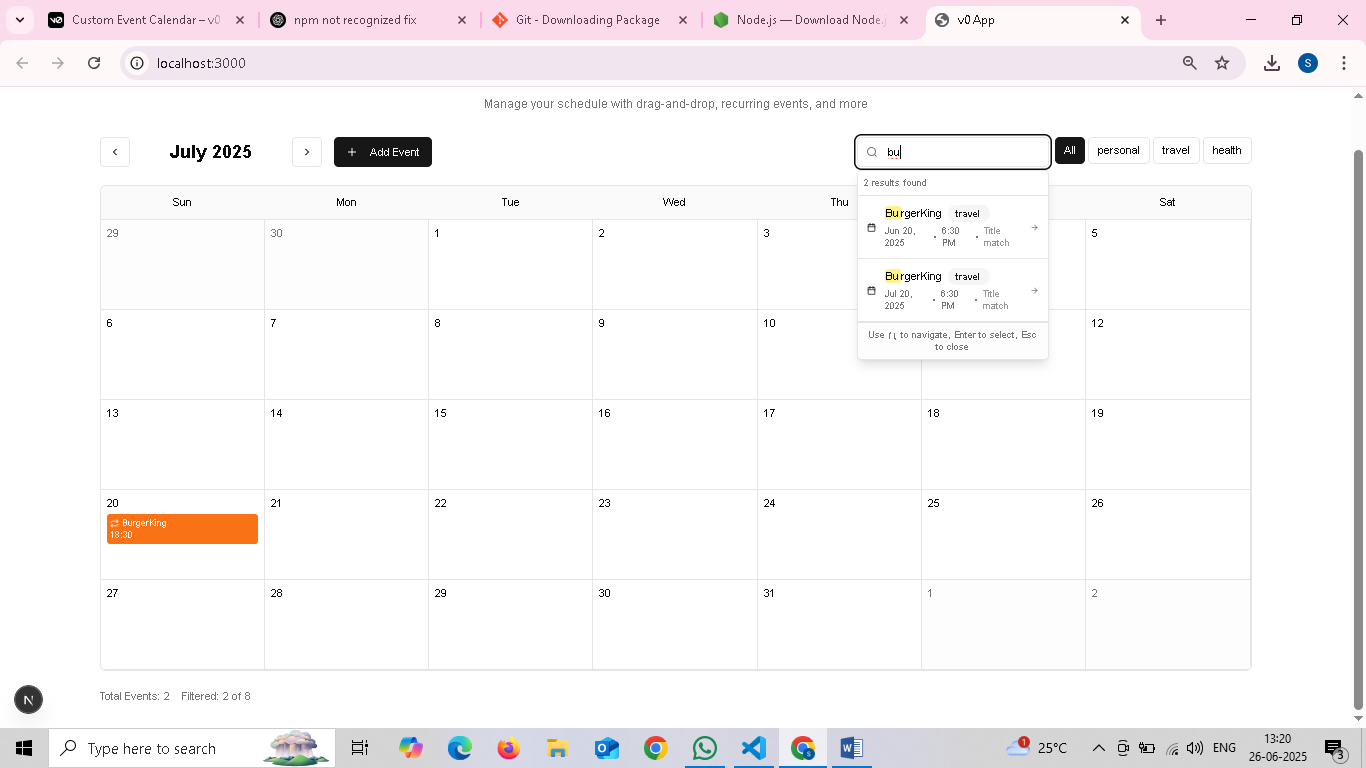 Custom Event Calendar – v0
npm not recognized fix
Git - Downloading Package
Node.js — Download Node.j
v0 App
localhost:3000
S
Manage your schedule with drag-and-drop, recurring events, and more
July 2025
Add Event
bu
All
personal
travel
health
2 results found
BurgerKing travel
Jun 20, 2025 • 6:30 PM • Title match
BurgerKing travel
Jul 20, 2025 • 6:30 PM • Title match
Use ↑↓ to navigate, Enter to select, Esc
to close
Sun Mon Tue Wed Thu Sat
29 30 1 2 3 5
6 7 8 9 10 12
13 14 15 16 17 18 19
20 21 22 23 24 25 26
BurgerKing
18:30
27 28 29 30 31 1 2
Total Events: 2 Filtered: 2 of 8
N
Type here to search
1
25°C
ENG
13:20
26-06-2025
3